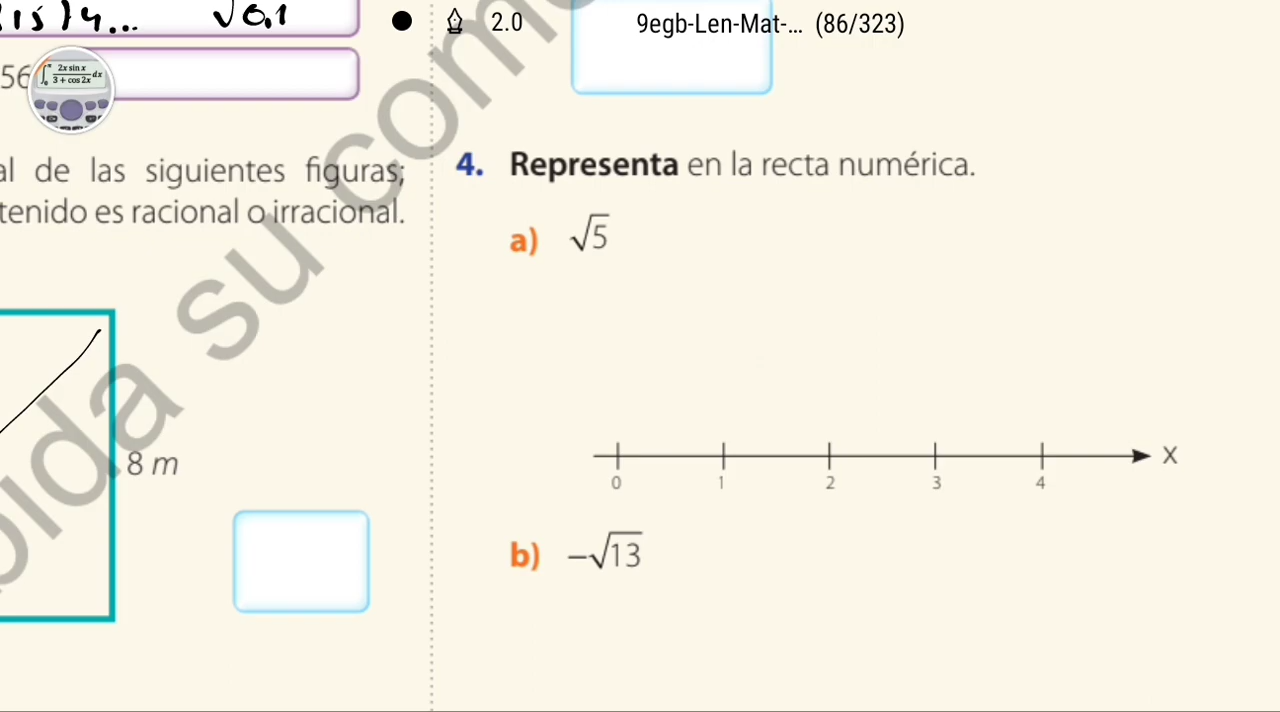 2.0 9egb-Len-Mat-... (86/323)
√0,1
56
2x sin x
3 + cos 2x dx
al de las siguientes figuras;
tenido es racional o irracional.
8 m
4. Representa en la recta numérica.
a) √5
0 1 2 3 4 X
b) −√13
bida su com